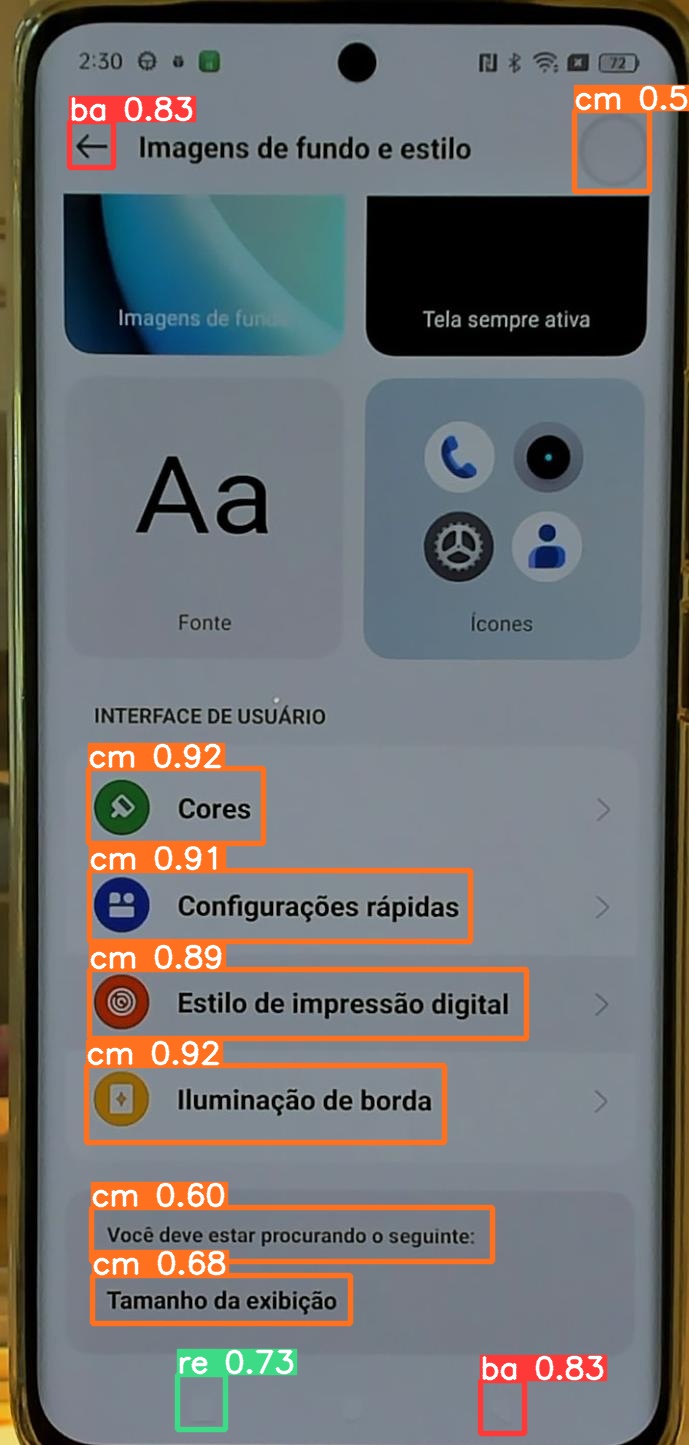 2:30
72
ba 0.83
cm 0.5
Imagens de fundo e estilo
Imagens de fundo
Tela sempre ativa
Aa
Fonte
Ícones
INTERFACE DE USUÁRIO
cm 0.92
Cores
cm 0.91
Configurações rápidas
cm 0.89
Estilo de impressão digital
cm 0.92
Iluminação de borda
cm 0.60
Você deve estar procurando o seguinte:
cm 0.68
Tamanho da exibição
re 0.73
ba 0.83